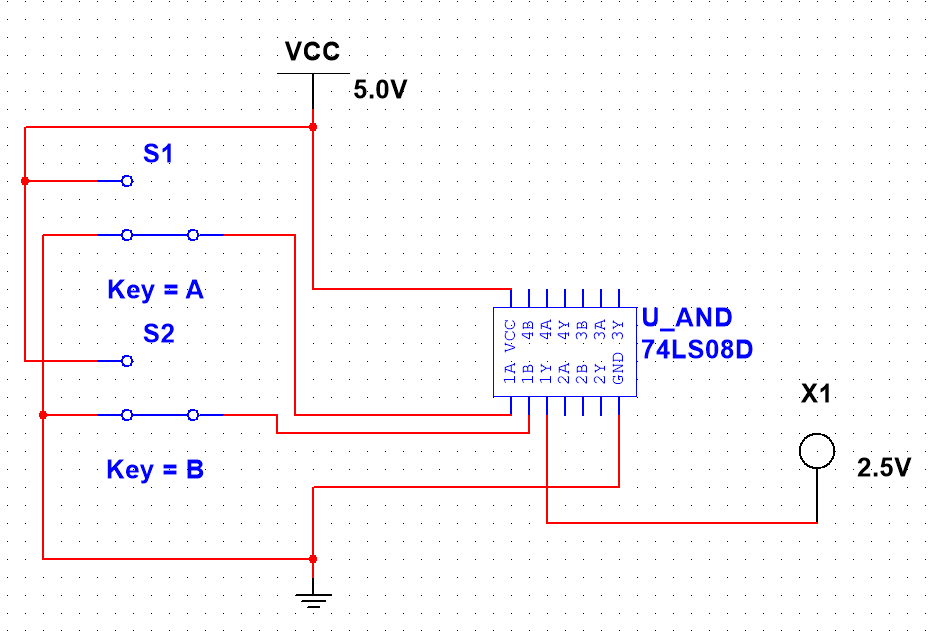 VCC
5.0V
S1
Key = A
S2
U_AND
74LS08D
VCC 4B 4A 4Y 3B 3A 3Y
1A 1B 1Y 2A 2B 2Y GND
X1
2.5V
Key = B